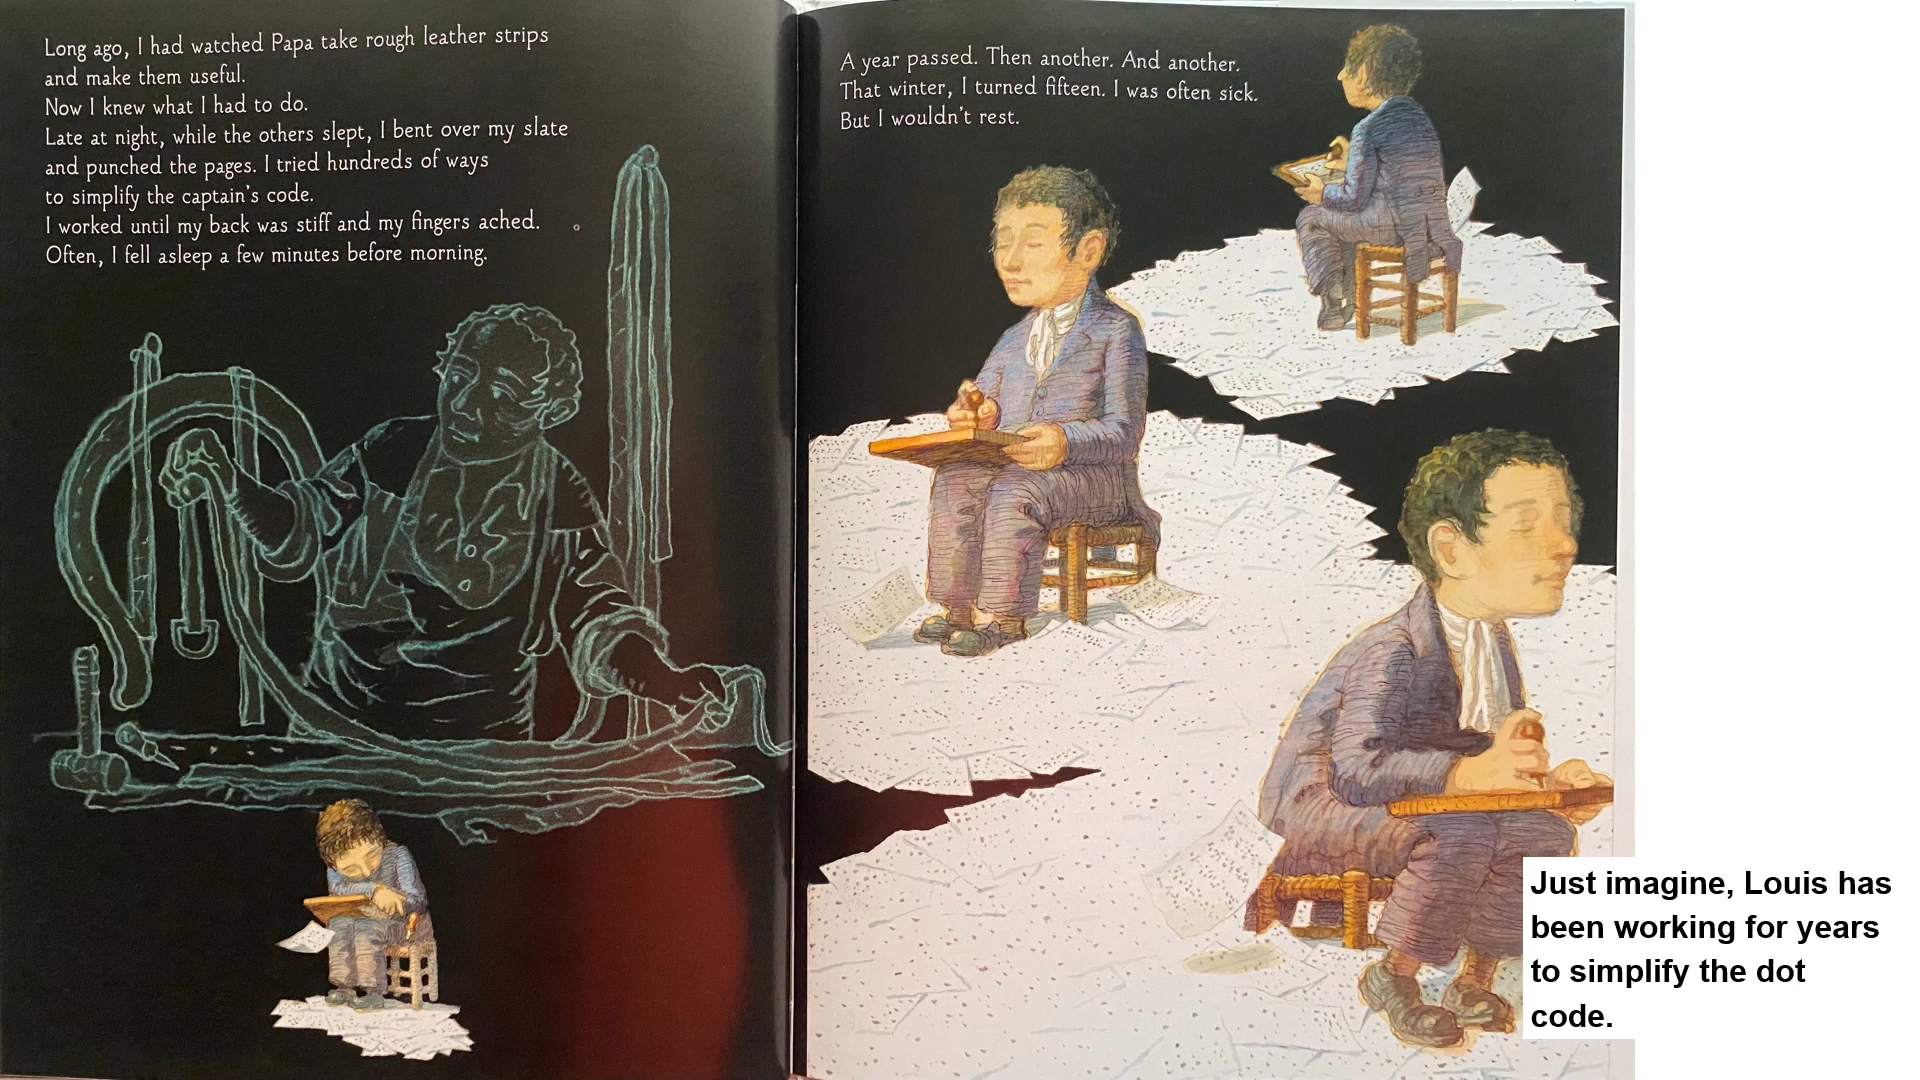 Long ago, I had watched Papa take rough leather strips
and make them useful.
Now I knew what I had to do.
Late at night, while the others slept, I bent over my slate
and punched the pages. I tried hundreds of ways
to simplify the captain's code.
I worked until my back was stiff and my fingers ached.
Often, I fell asleep a few minutes before morning.
A year passed. Then another. And another.
That winter, I turned fifteen. I was often sick.
But I wouldn't rest.
Just imagine, Louis has
been working for years
to simplify the dot
code.